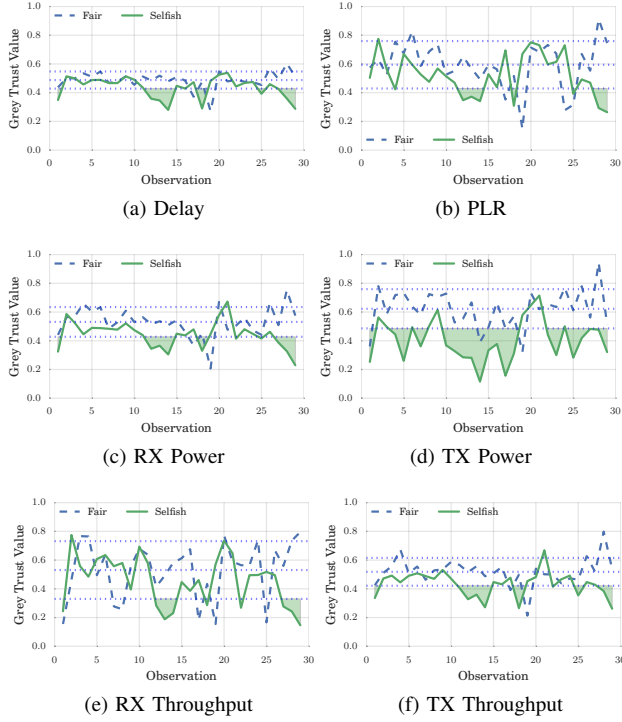 1.0
0.8
0.6
0.4
0.2
0.0
Grey Trust Value
Fair Selfish
0 5 10 15 20 25 30
Observation
(a) Delay
1.0
0.8
0.6
0.4
0.2
0.0
Grey Trust Value
Fair Selfish
0 5 10 15 20 25 30
Observation
(b) PLR
1.0
0.8
0.6
0.4
0.2
0.0
Grey Trust Value
Fair Selfish
0 5 10 15 20 25 30
Observation
(c) RX Power
1.0
0.8
0.6
0.4
0.2
0.0
Grey Trust Value
Fair Selfish
0 5 10 15 20 25 30
Observation
(d) TX Power
1.0
0.8
0.6
0.4
0.2
0.0
Grey Trust Value
Fair Selfish
0 5 10 15 20 25 30
Observation
(e) RX Throughput
1.0
0.8
0.6
0.4
0.2
0.0
Grey Trust Value
Fair Selfish
0 5 10 15 20 25 30
Observation
(f) TX Throughput